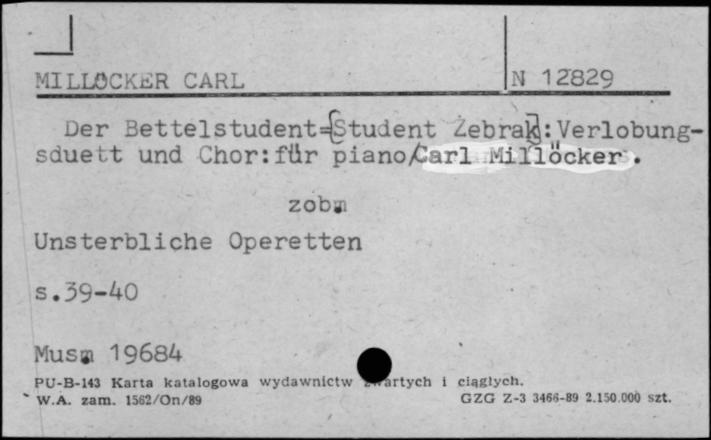 MILLÖCKER CARL N 12829
Der Bettelstudent=[Student Żebrak]:Verlobung-
sduett und Chor:für piano/Carl Millöcker.
zob.
Unsterbliche Operetten
s.39-40
Mus. 19684
PU-B-143 Karta katalogowa wydawnictw zwartych i ciągłych.
W.A. zam. 1562/On/89 GZG Z-3 3466-89 2.150.000 szt.